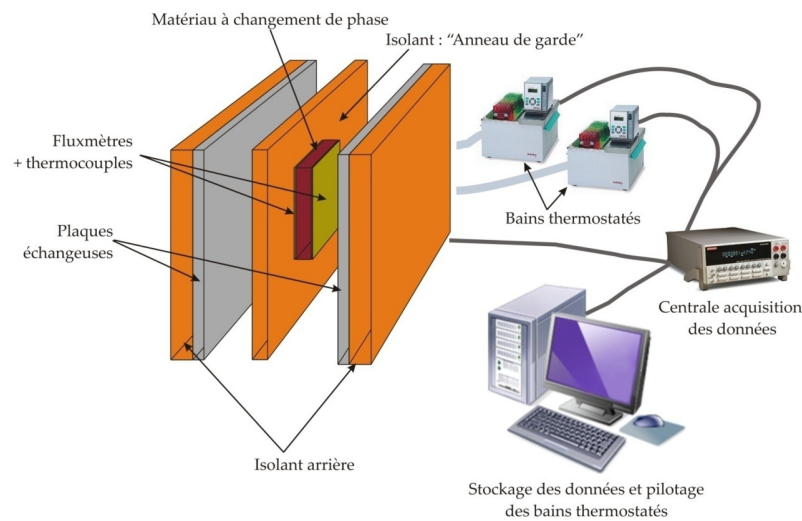 Matériau à changement de phase
Isolant : “Anneau de garde”
Fluxmètres
+ thermocouples
Plaques
échangeuses
Bains thermostatés
Centrale acquisition
des données
Isolant arrière
Stockage des données et pilotage
des bains thermostatés